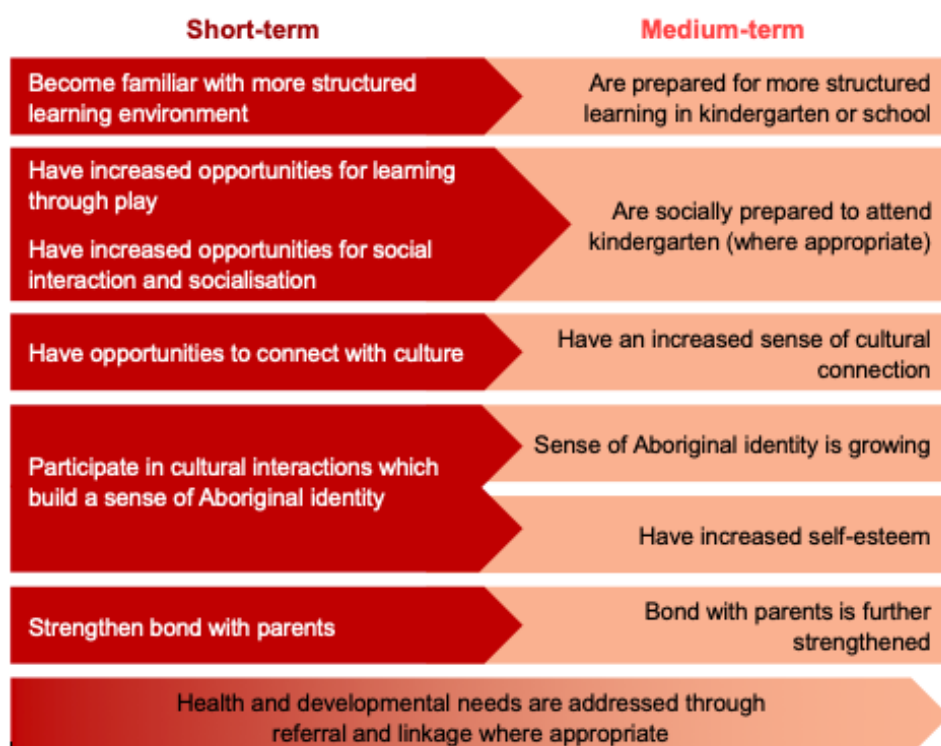 Short-term
Medium-term
Become familiar with more structured
learning environment
Are prepared for more structured
learning in kindergarten or school
Have increased opportunities for learning
through play
Have increased opportunities for social
interaction and socialisation
Are socially prepared to attend
kindergarten (where appropriate)
Have opportunities to connect with culture
Have an increased sense of cultural
connection
Participate in cultural interactions which
build a sense of Aboriginal identity
Sense of Aboriginal identity is growing
Have increased self-esteem
Strengthen bond with parents
Bond with parents is further
strengthened
Health and developmental needs are addressed through
referral and linkage where appropriate